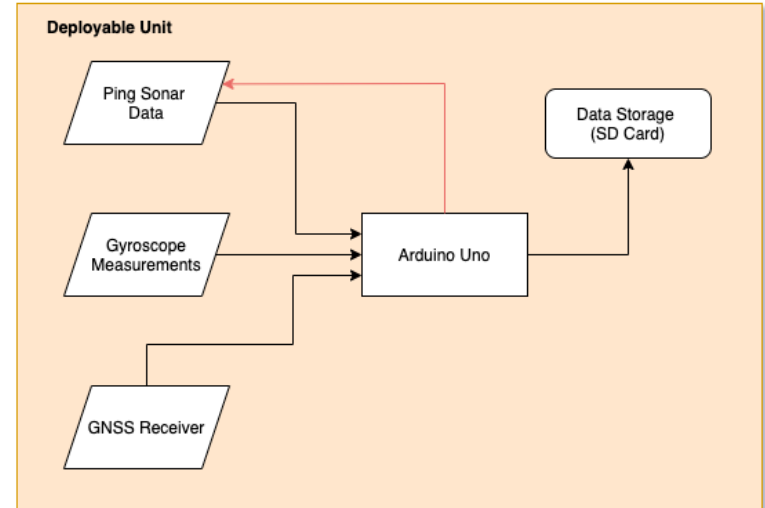 Deployable Unit
Ping Sonar
Data
Data Storage
(SD Card)
Gyroscope
Measurements
Arduino Uno
GNSS Receiver